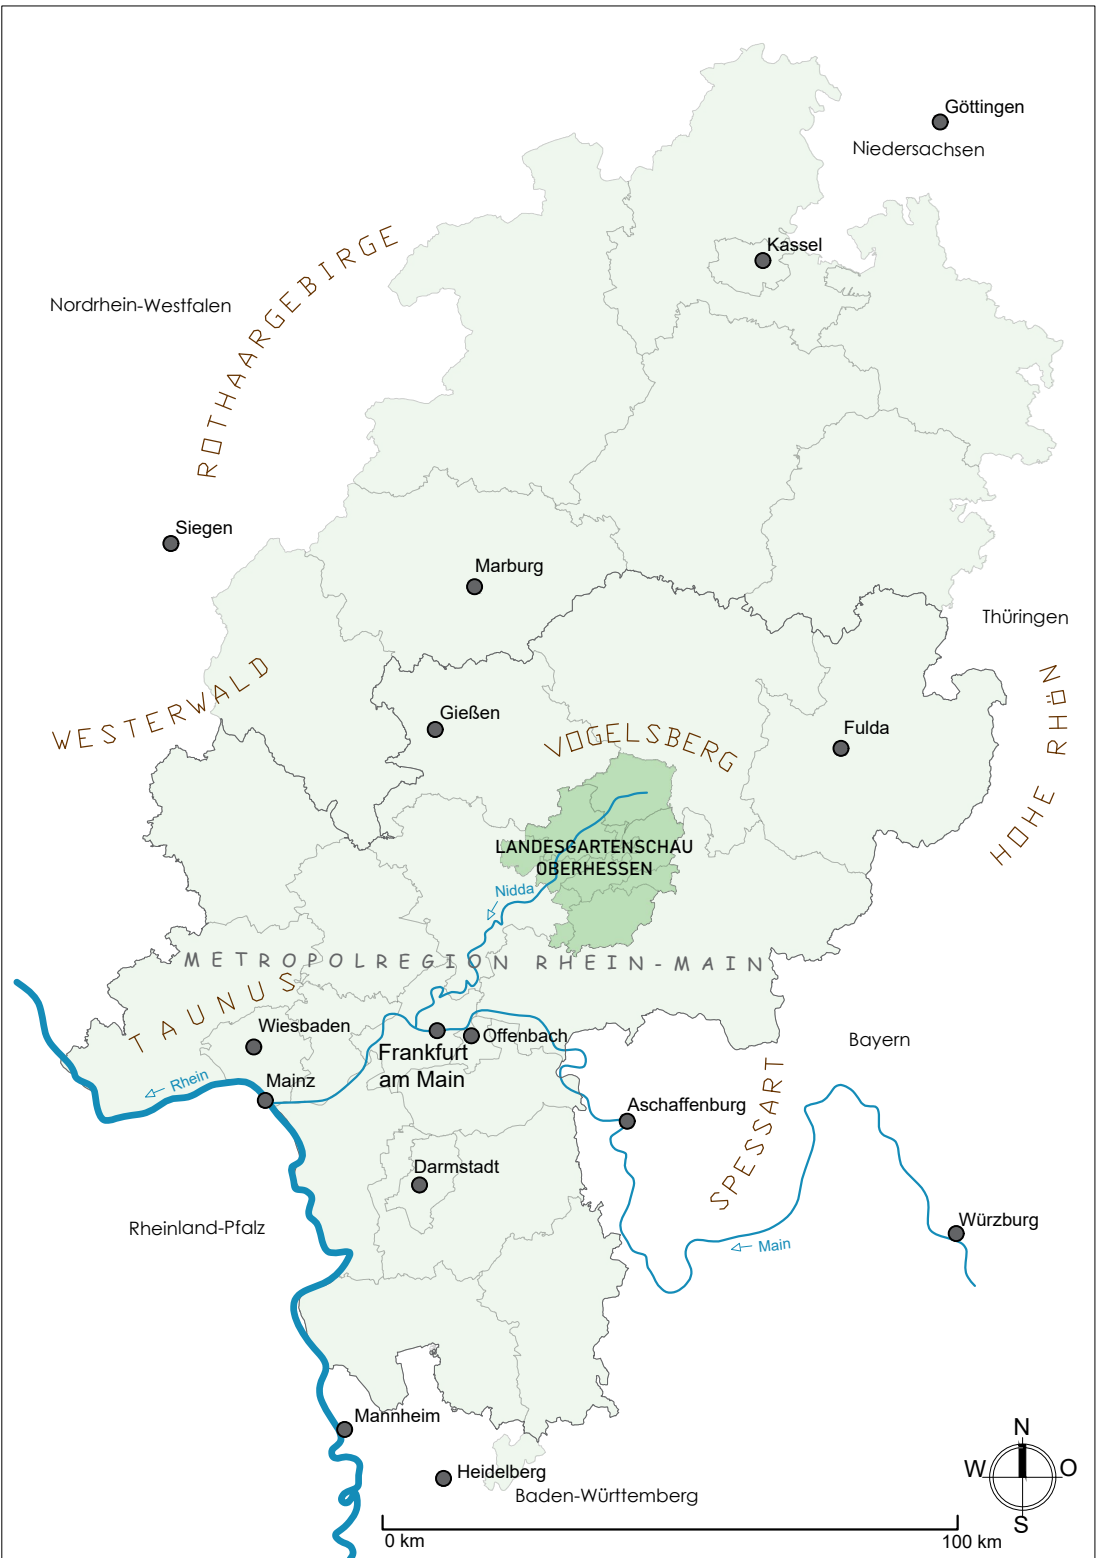 Göttingen
Niedersachsen
Kassel
ROTHAARGEBIRGE
Nordrhein-Westfalen
Siegen
Marburg
Thüringen
WESTERWALD
HOHE RHÖN
Gießen
Fulda
VOGELSBERG
LANDESGARTENSCHAU
OBERHESSEN
Nidda
METROPOLREGION RHEIN-MAIN
TAUNUS
Wiesbaden
Offenbach
Frankfurt
am Main
Bayern
Rhein
Mainz
Aschaffenburg
SPESSART
Darmstadt
Rheinland-Pfalz
Würzburg
Main
Mannheim
Heidelberg
Baden-Württemberg
N
W
O
S
0 km
100 km